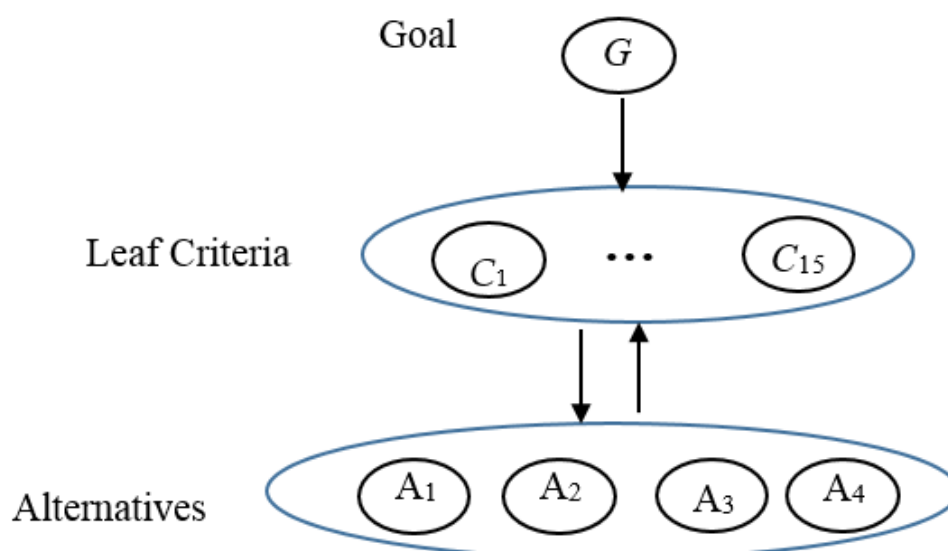 Goal
G
Leaf Criteria
C1 ... C15
Alternatives
A1 A2 A3 A4